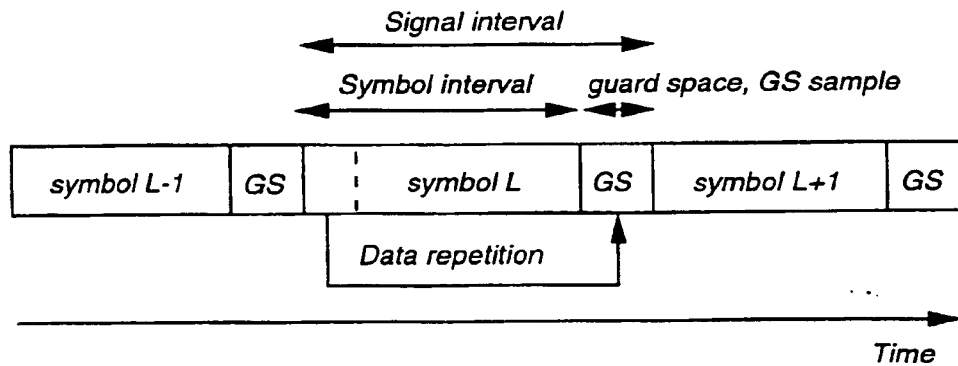 Signal interval
Symbol interval
guard space, GS sample
symbol L-1
GS
symbol L
GS
symbol L+1
GS
Data repetition
Time